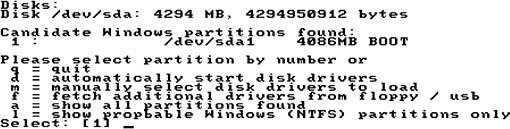 Disks:
Disk /dev/sda: 4294 MB, 4294950912 bytes
Candidate Windows partitions found:
1 : /dev/sda1 4086MB BOOT
Please select partition by number or
q = quit
d = automatically start disk drivers
m = manually select disk drivers to load
f = fetch additional drivers from floppy / usb
a = show all partitions found
l = show propbable Windows (NTFS) partitions only
Select: [1] _